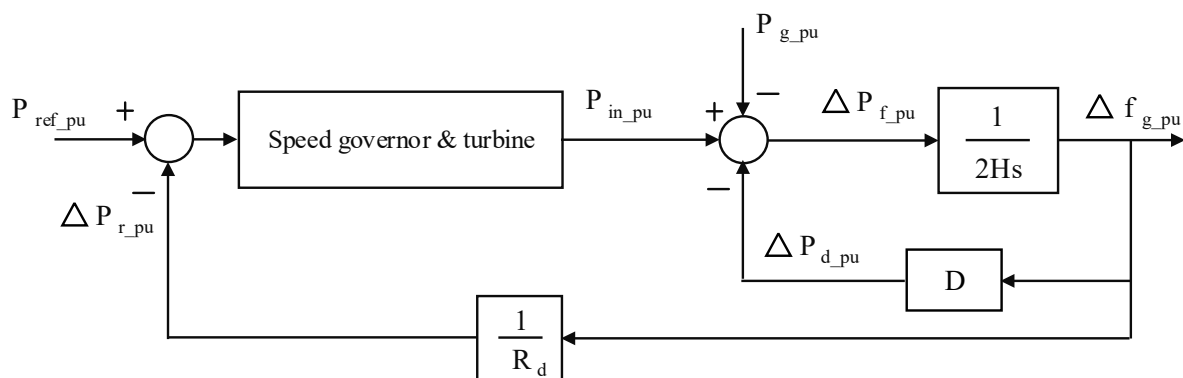 P g_pu
P ref_pu
+
Speed governor & turbine
P in_pu
+
−
△ P f_pu
1
2Hs
△ f g_pu
−
△ P r_pu
−
△ P d_pu
D
1
R d